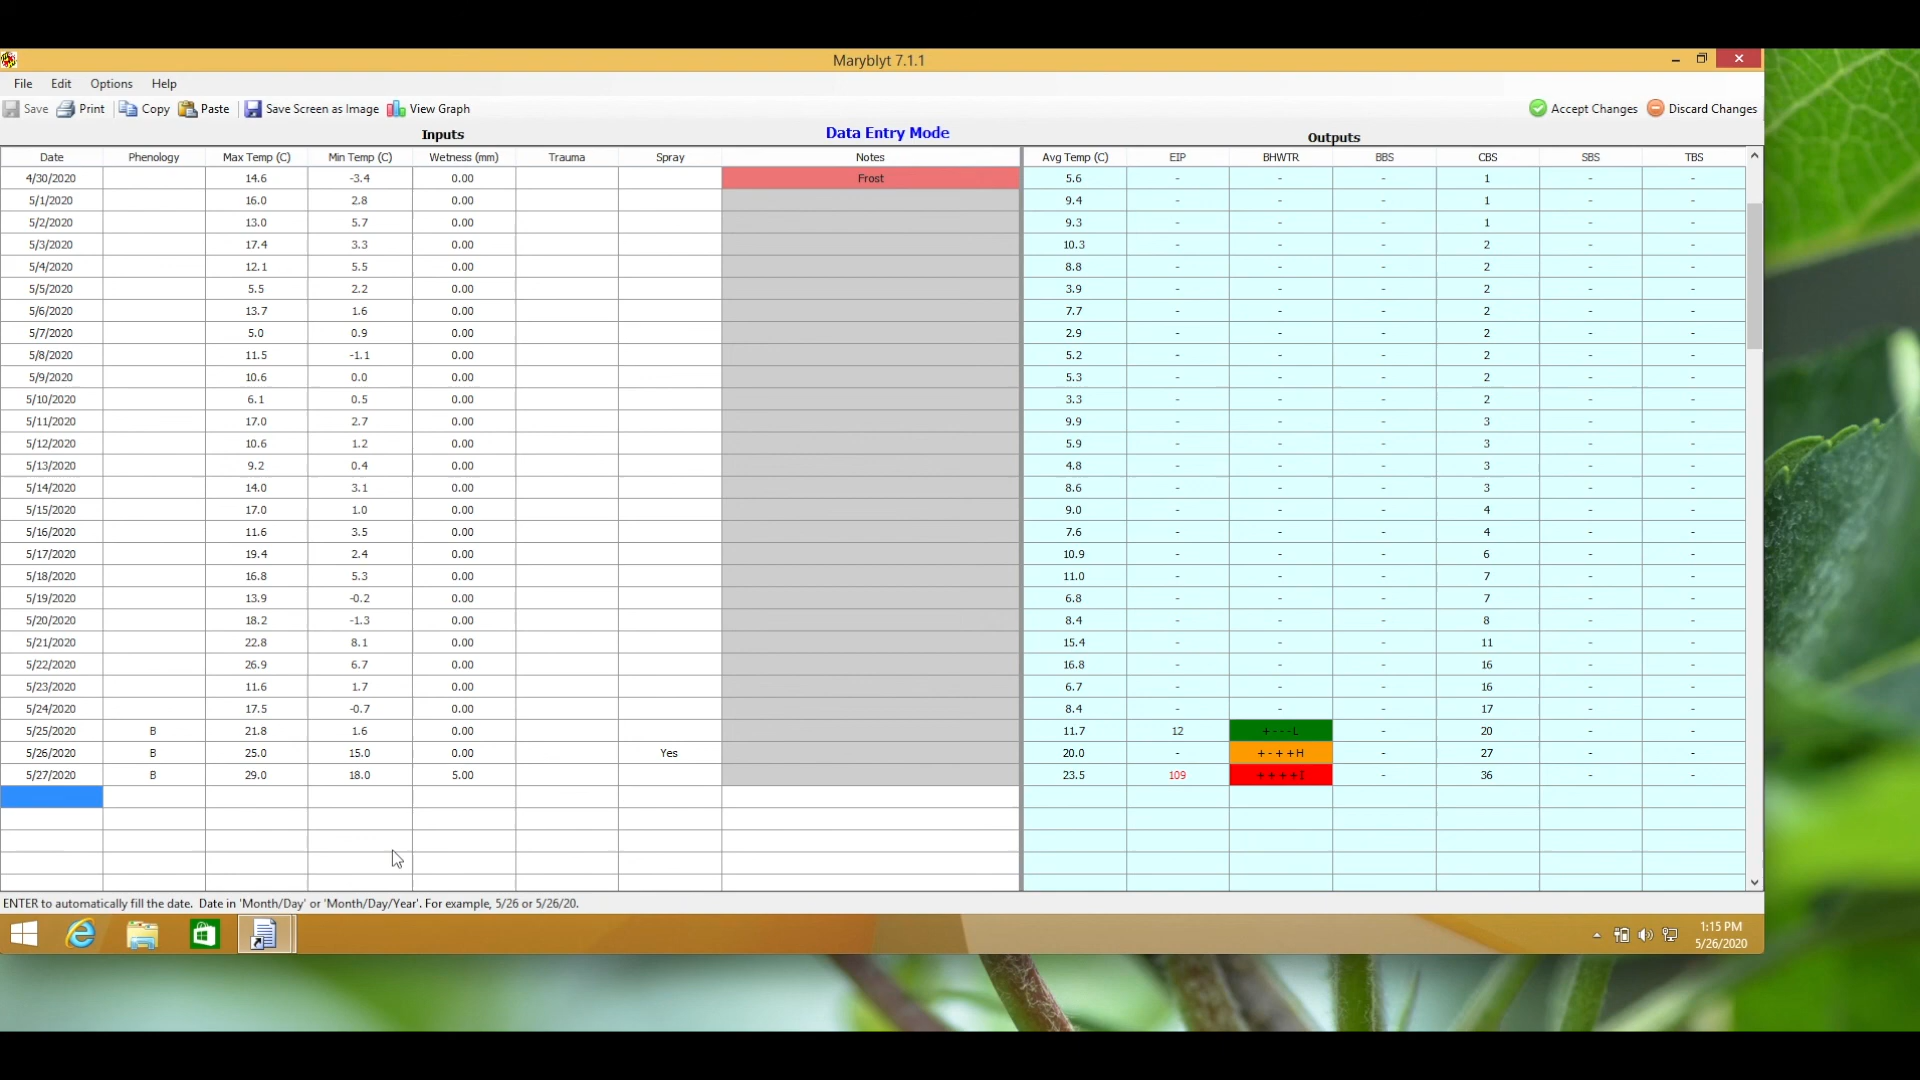 Maryblyt 7.1.1
File Edit Options Help
Save Print Copy Paste Save Screen as Image View Graph Accept Changes Discard Changes
Inputs Data Entry Mode Outputs
Date Phenology Max Temp (C) Min Temp (C) Wetness (mm) Trauma Spray Notes Avg Temp (C) EIP BHWTR BBS CBS SBS TBS
4/30/2020 14.6 -3.4 0.00 Frost 5.6 - - - 1 - -
5/1/2020 16.0 2.8 0.00 9.4 - - - 1 - -
5/2/2020 13.0 5.7 0.00 9.3 - - - 1 - -
5/3/2020 17.4 3.3 0.00 10.3 - - - 2 - -
5/4/2020 12.1 5.5 0.00 8.8 - - - 2 - -
5/5/2020 5.5 2.2 0.00 3.9 - - - 2 - -
5/6/2020 13.7 1.6 0.00 7.7 - - - 2 - -
5/7/2020 5.0 0.9 0.00 2.9 - - - 2 - -
5/8/2020 11.5 -1.1 0.00 5.2 - - - 2 - -
5/9/2020 10.6 0.0 0.00 5.3 - - - 2 - -
5/10/2020 6.1 0.5 0.00 3.3 - - - 2 - -
5/11/2020 17.0 2.7 0.00 9.9 - - - 3 - -
5/12/2020 10.6 1.2 0.00 5.9 - - - 3 - -
5/13/2020 9.2 0.4 0.00 4.8 - - - 3 - -
5/14/2020 14.0 3.1 0.00 8.6 - - - 3 - -
5/15/2020 17.0 1.0 0.00 9.0 - - - 4 - -
5/16/2020 11.6 3.5 0.00 7.6 - - - 4 - -
5/17/2020 19.4 2.4 0.00 10.9 - - - 6 - -
5/18/2020 16.8 5.3 0.00 11.0 - - - 7 - -
5/19/2020 13.9 -0.2 0.00 6.8 - - - 7 - -
5/20/2020 18.2 -1.3 0.00 8.4 - - - 8 - -
5/21/2020 22.8 8.1 0.00 15.4 - - - 11 - -
5/22/2020 26.9 6.7 0.00 16.8 - - - 16 - -
5/23/2020 11.6 1.7 0.00 6.7 - - - 16 - -
5/24/2020 17.5 -0.7 0.00 8.4 - - - 17 - -
5/25/2020 B 21.8 1.6 0.00 11.7 12 + - - - L - 20 - -
5/26/2020 B 25.0 15.0 0.00 Yes 20.0 - + - + + H - 27 - -
5/27/2020 B 29.0 18.0 5.00 23.5 109 + + + + I - 36 - -
ENTER to automatically fill the date. Date in 'Month/Day' or 'Month/Day/Year'. For example, 5/26 or 5/26/20.
1:15 PM
5/26/2020